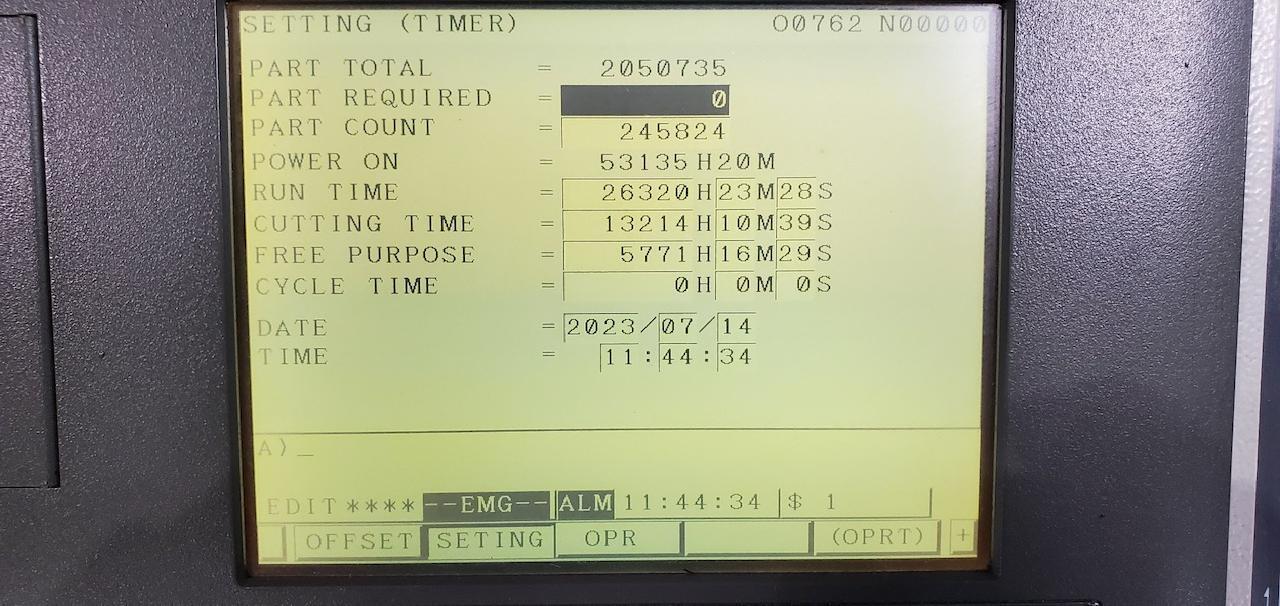 SETTING (TIMER) O0762 N00000
PART TOTAL = 2050735
PART REQUIRED = 0
PART COUNT = 245824
POWER ON = 53135H20M
RUN TIME = 26320H23M28S
CUTTING TIME = 13214H10M39S
FREE PURPOSE = 5771H16M29S
CYCLE TIME = 0H 0M 0S
DATE = 2023/07/14
TIME = 11:44:34
A)_
EDIT **** --EMG-- ALM 11:44:34 $ 1
OFFSET SETING OPR (OPRT) +